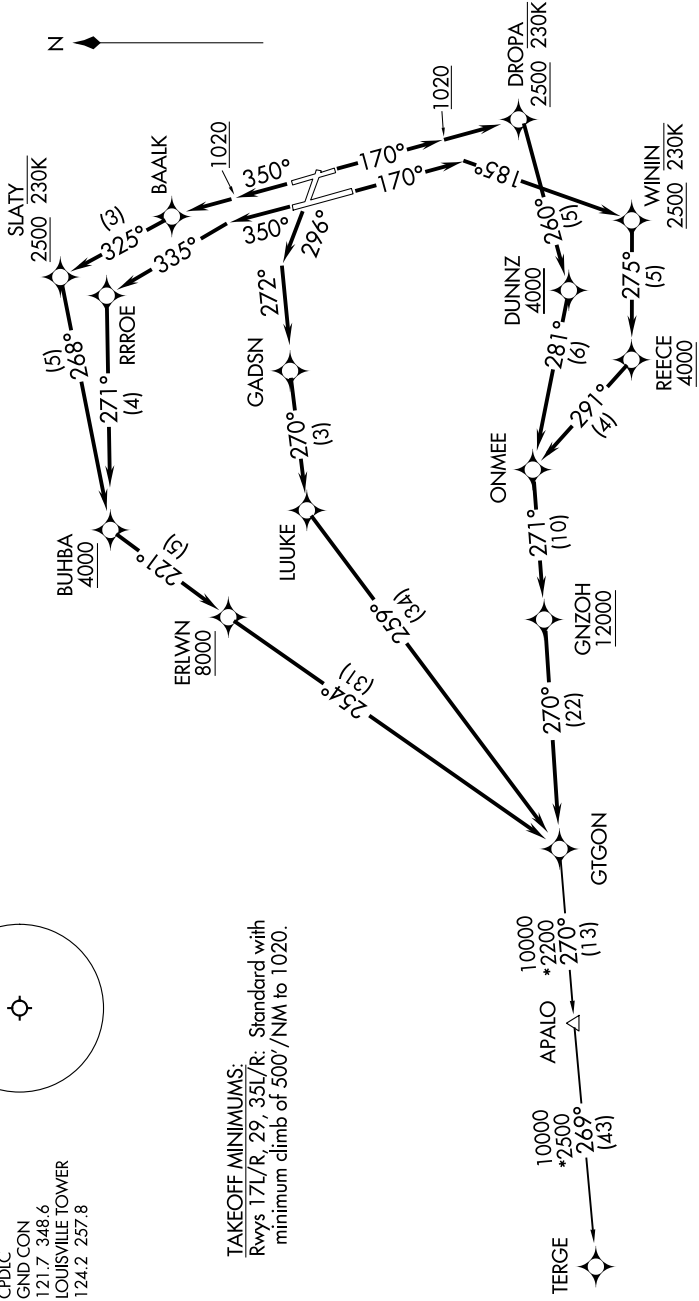 CPDLC
GND CON
121.7 348.6
LOUISVILLE TOWER
124.2 257.8
TAKEOFF MINIMUMS:
Rwys 17L/R, 29, 35L/R: Standard with
minimum climb of 500'/NM to 1020.
N
SLATY
2500 230K
BAALK
325°
(3)
1020
350°
350°
335°
RRROE
268°
(5)
271°
(4)
BUHBA
4000
221°
(5)
ERLWN
8000
254°
(31)
296°
272°
GADSN
270°
(3)
LUUKE
259°
(34)
170°
170°
1020
DROPA
2500 230K
185°
WININ
2500 230K
260°
(5)
DUNNZ
4000
275°
(5)
REECE
4000
281°
(6)
291°
(4)
ONMEE
271°
(10)
GNZOH
12000
270°
(22)
GTGON
10000
*2200
270°
(13)
APALO
10000
*2500
269°
(43)
TERGE